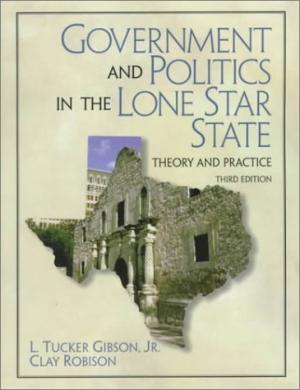 GOVERNMENT
AND POLITICS
IN THE LONE STAR
STATE
THEORY AND PRACTICE
THIRD EDITION
L. TUCKER GIBSON, JR.
CLAY ROBISON